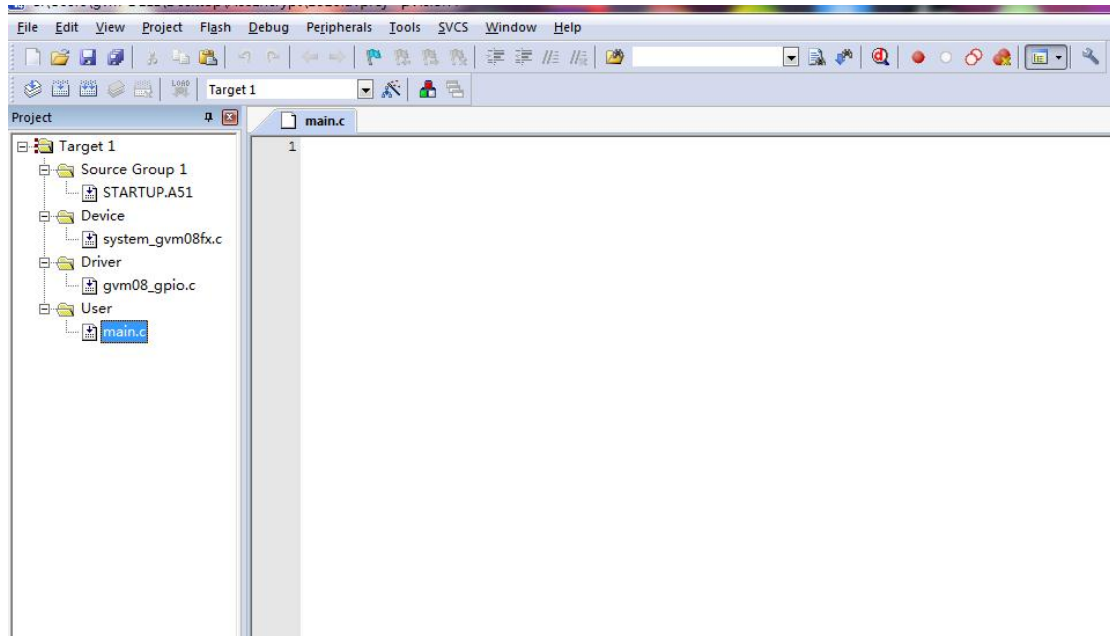 File Edit View Project Flash Debug Peripherals Tools SVCS Window Help
LOAD Target 1
Project
main.c
Target 1
1
Source Group 1
STARTUP.A51
Device
system_gvm08fx.c
Driver
gvm08_gpio.c
User
main.c